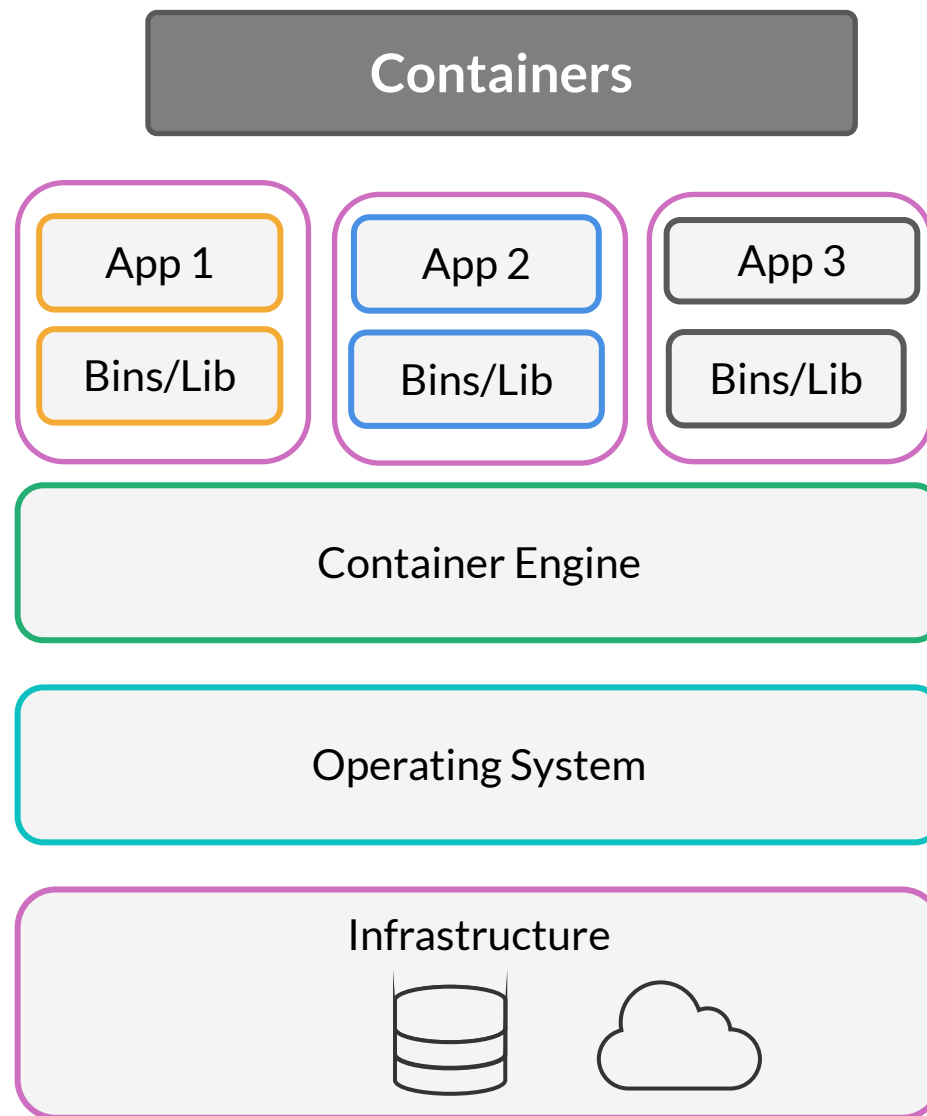 Containers
App 1
App 2
App 3
Bins/Lib
Bins/Lib
Bins/Lib
Container Engine
Operating System
Infrastructure